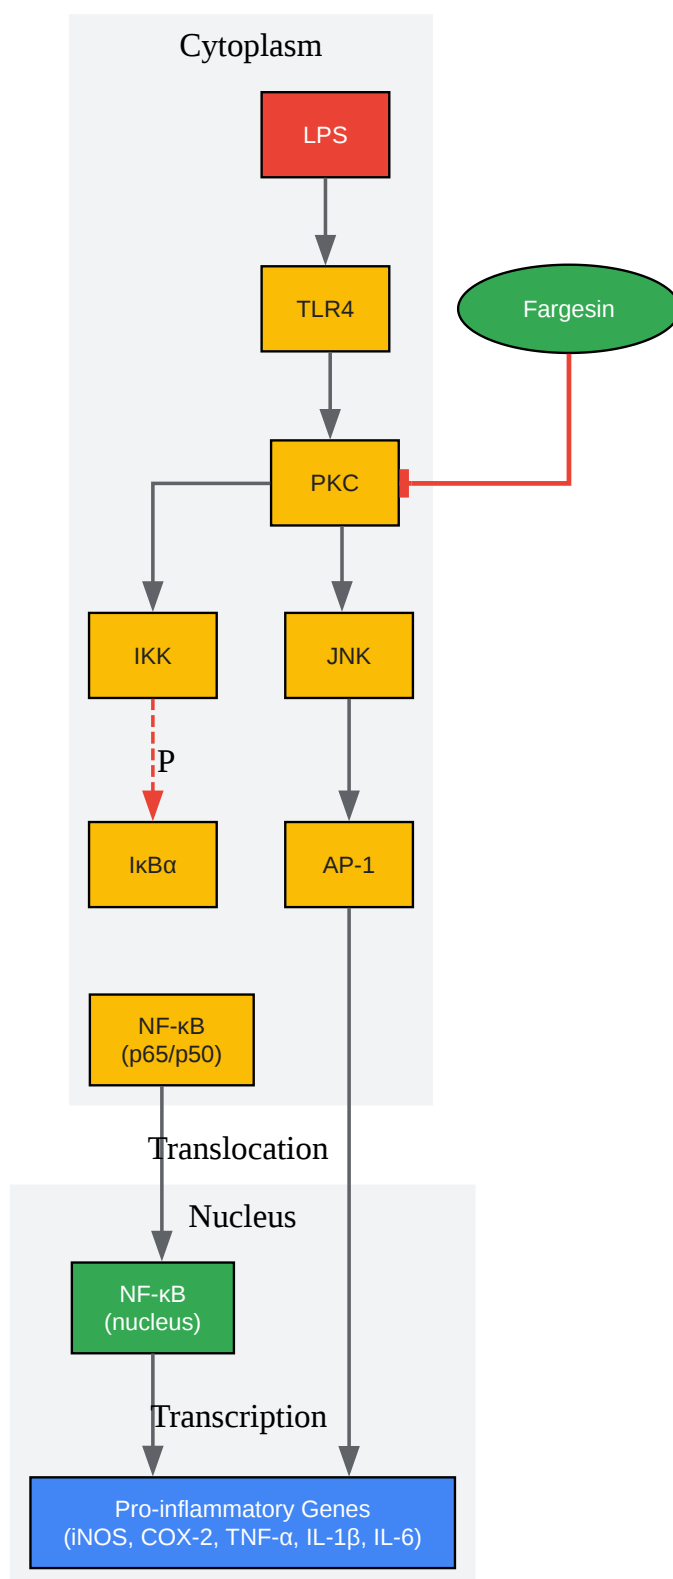 Cytoplasm
LPS
TLR4
Fargesin
PKC
IKK
JNK
P
IκBα
AP-1
NF-κB
(p65/p50)
Translocation
Nucleus
NF-κB
(nucleus)
Transcription
Pro-inflammatory Genes
(iNOS, COX-2, TNF-α, IL-1β, IL-6)